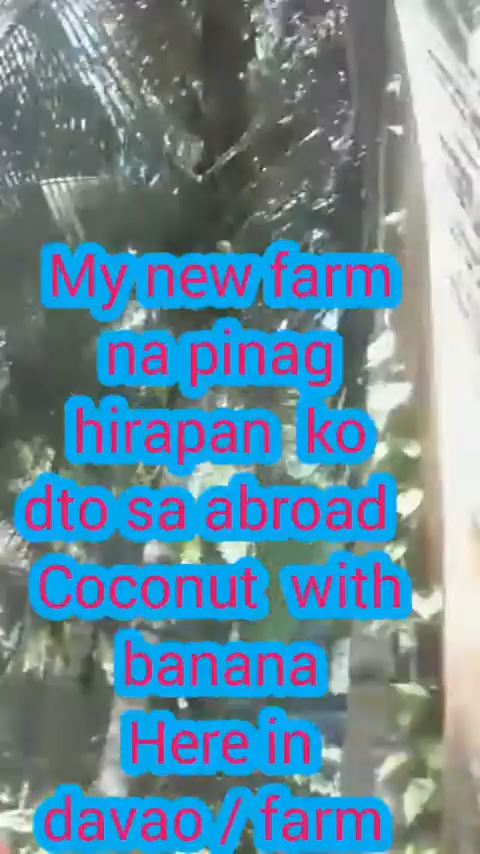 My new farm
na pinag
hirapan ko
dto sa abroad
Coconut with
banana
Here in
davao / farm